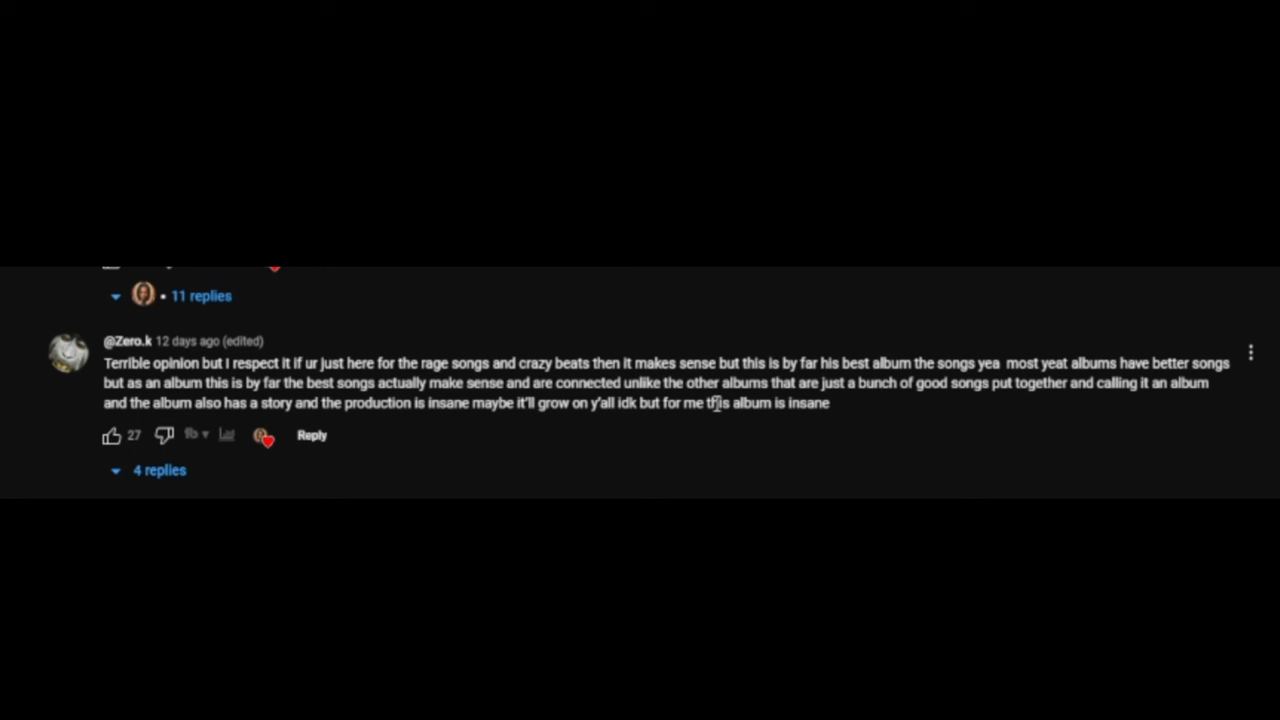 11 replies
@Zero.k 12 days ago (edited)
Terrible opinion but I respect it if ur just here for the rage songs and crazy beats then it makes sense but this is by far his best album the songs yea most yeat albums have better songs
but as an album this is by far the best songs actually make sense and are connected unlike the other albums that are just a bunch of good songs put together and calling it an album
and the album also has a story and the production is insane maybe it'll grow on y'all idk but for me this album is insane
27 Reply
4 replies